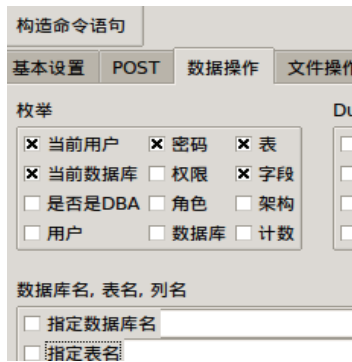 构造命令语句
基本设置 POST 数据操作 文件操作
枚举 Du
当前用户 密码 表
当前数据库 权限 字段
是否是DBA 角色 架构
用户 数据库 计数
数据库名, 表名, 列名
指定数据库名
指定表名